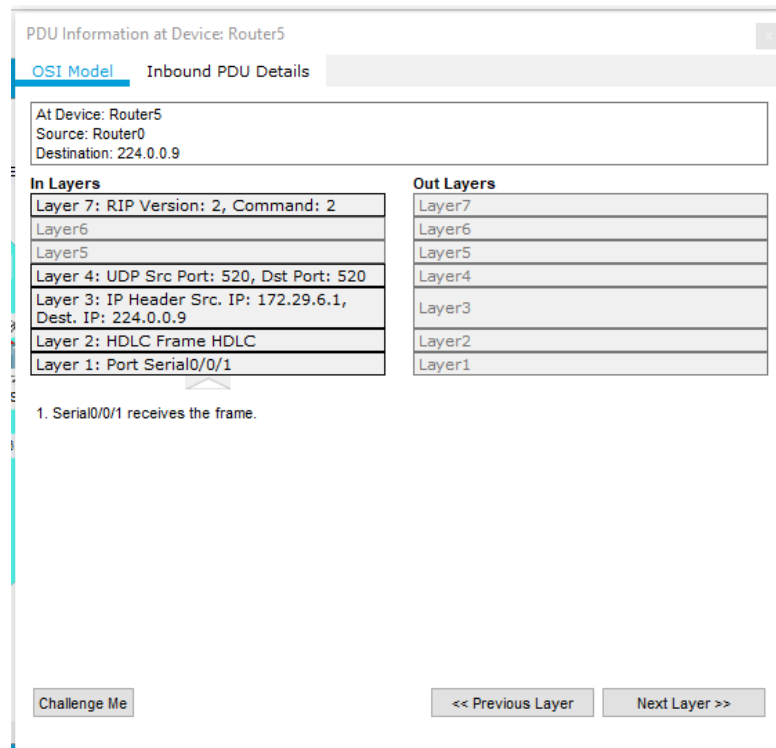 PDU Information at Device: Router5
x
OSI Model Inbound PDU Details
At Device: Router5
Source: Router0
Destination: 224.0.0.9
In Layers Out Layers
Layer 7: RIP Version: 2, Command: 2 Layer7
Layer6 Layer6
Layer5 Layer5
Layer 4: UDP Src Port: 520, Dst Port: 520 Layer4
Layer 3: IP Header Src. IP: 172.29.6.1,
Dest. IP: 224.0.0.9 Layer3
Layer 2: HDLC Frame HDLC Layer2
Layer 1: Port Serial0/0/1 Layer1
1. Serial0/0/1 receives the frame.
Challenge Me << Previous Layer Next Layer >>